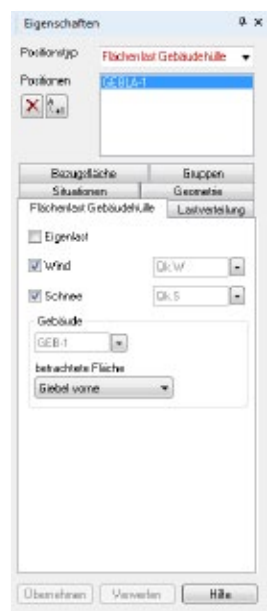 Eigenschaften
Positionstyp Flächenlast Gebäudehülle
Positionen GEBLA-1
Bezugsfläche Gruppen
Situationen Geometrie
Flächenlast Gebäudehülle Lastverteilung
Eigenlast
Wind Qk.W
Schnee Qk.S
Gebäude
GEB-1
betrachtete Fläche
Giebel vorne
Übernehmen Verwerfen Hilfe